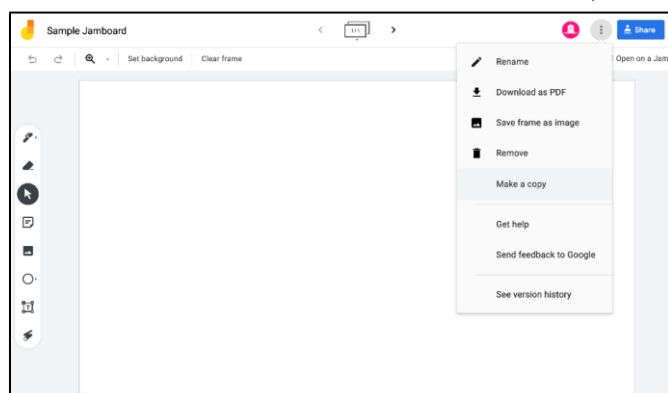 Sample Jamboard
1/1
Share
Set background
Clear frame
Open on a Jam
Rename
Download as PDF
Save frame as image
Remove
Make a copy
Get help
Send feedback to Google
See version history
T